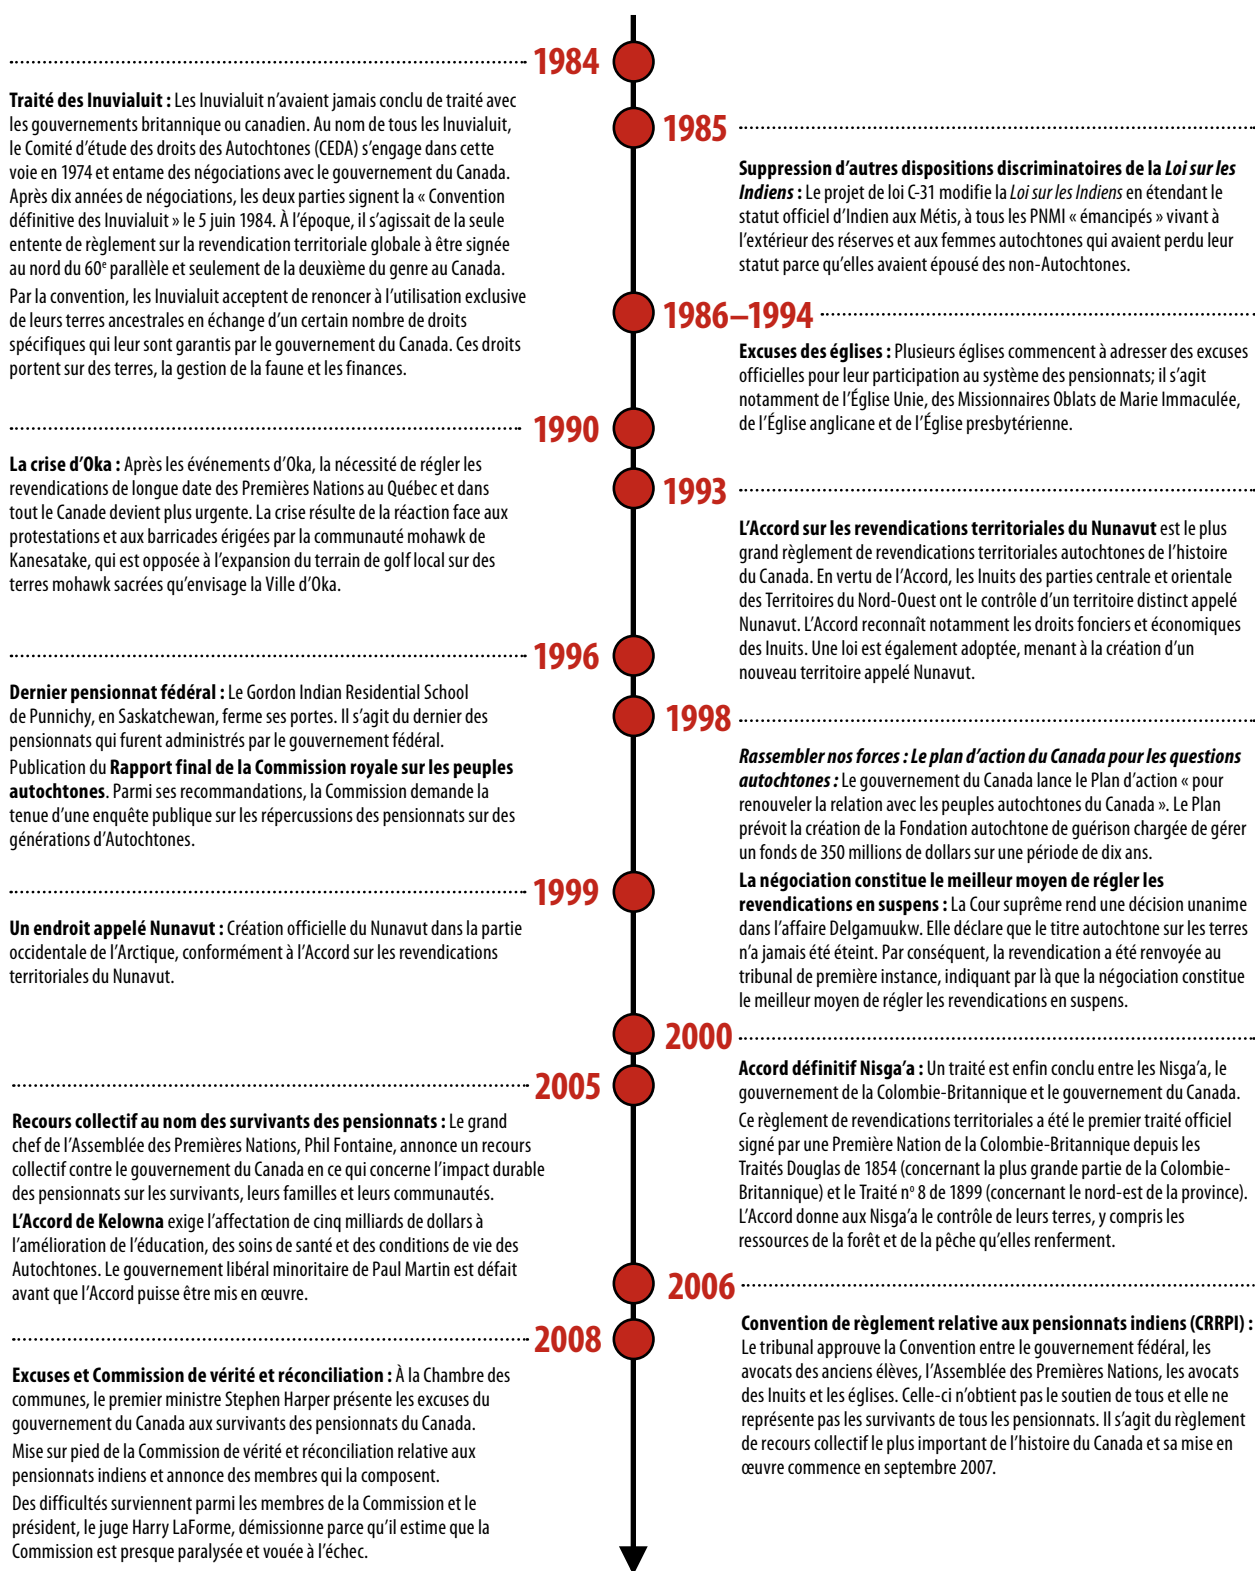 1984
Traité des Inuvialuit : Les Inuvialuit n'avaient jamais conclu de traité avec
les gouvernements britannique ou canadien. Au nom de tous les Inuvialuit,
le Comité d'étude des droits des Autochtones (CEDA) s'engage dans cette
voie en 1974 et entame des négociations avec le gouvernement du Canada.
Après dix années de négociations, les deux parties signent la « Convention
définitive des Inuvialuit » le 5 juin 1984. À l'époque, il s'agissait de la seule
entente de règlement sur la revendication territoriale globale à être signée
au nord du 60e parallèle et seulement de la deuxième du genre au Canada.
Par la convention, les Inuvialuit acceptent de renoncer à l'utilisation exclusive
de leurs terres ancestrales en échange d'un certain nombre de droits
spécifiques qui leur sont garantis par le gouvernement du Canada. Ces droits
portent sur des terres, la gestion de la faune et les finances.
1985
Suppression d'autres dispositions discriminatoires de la Loi sur les
Indiens : Le projet de loi C-31 modifie la Loi sur les Indiens en étendant le
statut officiel d'Indien aux Métis, à tous les PNMI « émancipés » vivant à
l'extérieur des réserves et aux femmes autochtones qui avaient perdu leur
statut parce qu'elles avaient épousé des non-Autochtones.
1986–1994
Excuses des églises : Plusieurs églises commencent à adresser des excuses
officielles pour leur participation au système des pensionnats; il s'agit
notamment de l'Église Unie, des Missionnaires Oblats de Marie Immaculée,
de l'Église anglicane et de l'Église presbytérienne.
1990
La crise d'Oka : Après les événements d'Oka, la nécessité de régler les
revendications de longue date des Premières Nations au Québec et dans
tout le Canade devient plus urgente. La crise résulte de la réaction face aux
protestations et aux barricades érigées par la communauté mohawk de
Kanesatake, qui est opposée à l'expansion du terrain de golf local sur des
terres mohawk sacrées qu'envisage la Ville d'Oka.
1993
L'Accord sur les revendications territoriales du Nunavut est le plus
grand règlement de revendications territoriales autochtones de l'histoire
du Canada. En vertu de l'Accord, les Inuits des parties centrale et orientale
des Territoires du Nord-Ouest ont le contrôle d'un territoire distinct appelé
Nunavut. L'Accord reconnaît notamment les droits fonciers et économiques
des Inuits. Une loi est également adoptée, menant à la création d'un
nouveau territoire appelé Nunavut.
1996
Dernier pensionnat fédéral : Le Gordon Indian Residential School
de Punnichy, en Saskatchewan, ferme ses portes. Il s'agit du dernier des
pensionnats qui furent administrés par le gouvernement fédéral.
Publication du Rapport final de la Commission royale sur les peuples
autochtones. Parmi ses recommandations, la Commission demande la
tenue d'une enquête publique sur les répercussions des pensionnats sur des
générations d'Autochtones.
1998
Rassembler nos forces : Le plan d'action du Canada pour les questions
autochtones : Le gouvernement du Canada lance le Plan d'action « pour
renouveler la relation avec les peuples autochtones du Canada ». Le Plan
prévoit la création de la Fondation autochtone de guérison chargée de gérer
un fonds de 350 millions de dollars sur une période de dix ans.
La négociation constitue le meilleur moyen de régler les
revendications en suspens : La Cour suprême rend une décision unanime
dans l'affaire Delgamuukw. Elle déclare que le titre autochtone sur les terres
n'a jamais été éteint. Par conséquent, la revendication a été renvoyée au
tribunal de première instance, indiquant par là que la négociation constitue
le meilleur moyen de régler les revendications en suspens.
1999
Un endroit appelé Nunavut : Création officielle du Nunavut dans la partie
occidentale de l'Arctique, conformément à l'Accord sur les revendications
territoriales du Nunavut.
2000
Accord définitif Nisga'a : Un traité est enfin conclu entre les Nisga'a, le
gouvernement de la Colombie-Britannique et le gouvernement du Canada.
Ce règlement de revendications territoriales a été le premier traité officiel
signé par une Première Nation de la Colombie-Britannique depuis les
Traités Douglas de 1854 (concernant la plus grande partie de la Colombie-
Britannique) et le Traité no 8 de 1899 (concernant le nord-est de la province).
L'Accord donne aux Nisga'a le contrôle de leurs terres, y compris les
ressources de la forêt et de la pêche qu'elles renferment.
2005
Recours collectif au nom des survivants des pensionnats : Le grand
chef de l'Assemblée des Premières Nations, Phil Fontaine, annonce un recours
collectif contre le gouvernement du Canada en ce qui concerne l'impact durable
des pensionnats sur les survivants, leurs familles et leurs communautés.
L'Accord de Kelowna exige l'affectation de cinq milliards de dollars à
l'amélioration de l'éducation, des soins de santé et des conditions de vie des
Autochtones. Le gouvernement libéral minoritaire de Paul Martin est défait
avant que l'Accord puisse être mis en œuvre.
2006
Convention de règlement relative aux pensionnats indiens (CRRPI) :
Le tribunal approuve la Convention entre le gouvernement fédéral, les
avocats des anciens élèves, l'Assemblée des Premières Nations, les avocats
des Inuits et les églises. Celle-ci n'obtient pas le soutien de tous et elle ne
représente pas les survivants de tous les pensionnats. Il s'agit du règlement
de recours collectif le plus important de l'histoire du Canada et sa mise en
œuvre commence en septembre 2007.
2008
Excuses et Commission de vérité et réconciliation : À la Chambre des
communes, le premier ministre Stephen Harper présente les excuses du
gouvernement du Canada aux survivants des pensionnats du Canada.
Mise sur pied de la Commission de vérité et réconciliation relative aux
pensionnats indiens et annonce des membres qui la composent.
Des difficultés surviennent parmi les membres de la Commission et le
président, le juge Harry LaForme, démissionne parce qu'il estime que la
Commission est presque paralysée et vouée à l'échec.